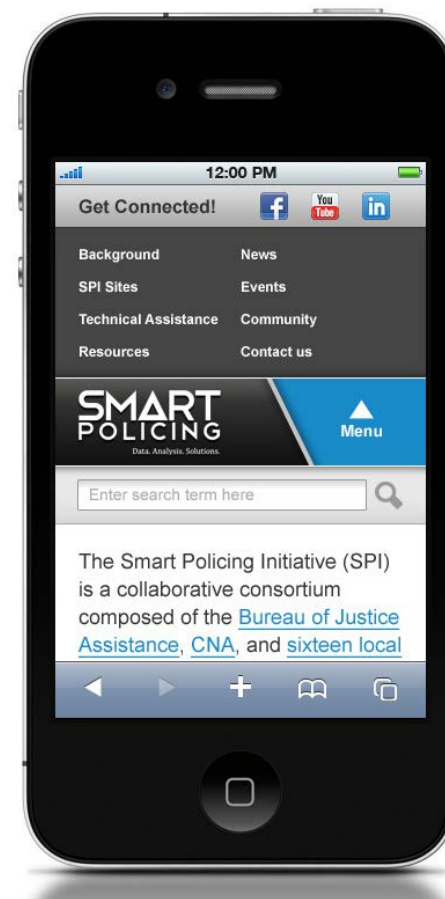 12:00 PM
Get Connected!
f
You
Tube
in
Background
News
SPI Sites
Events
Technical Assistance
Community
Resources
Contact us
SMART
POLICING
Data. Analysis. Solutions.
Menu
Enter search term here
The Smart Policing Initiative (SPI)
is a collaborative consortium
composed of the Bureau of Justice
Assistance, CNA, and sixteen local